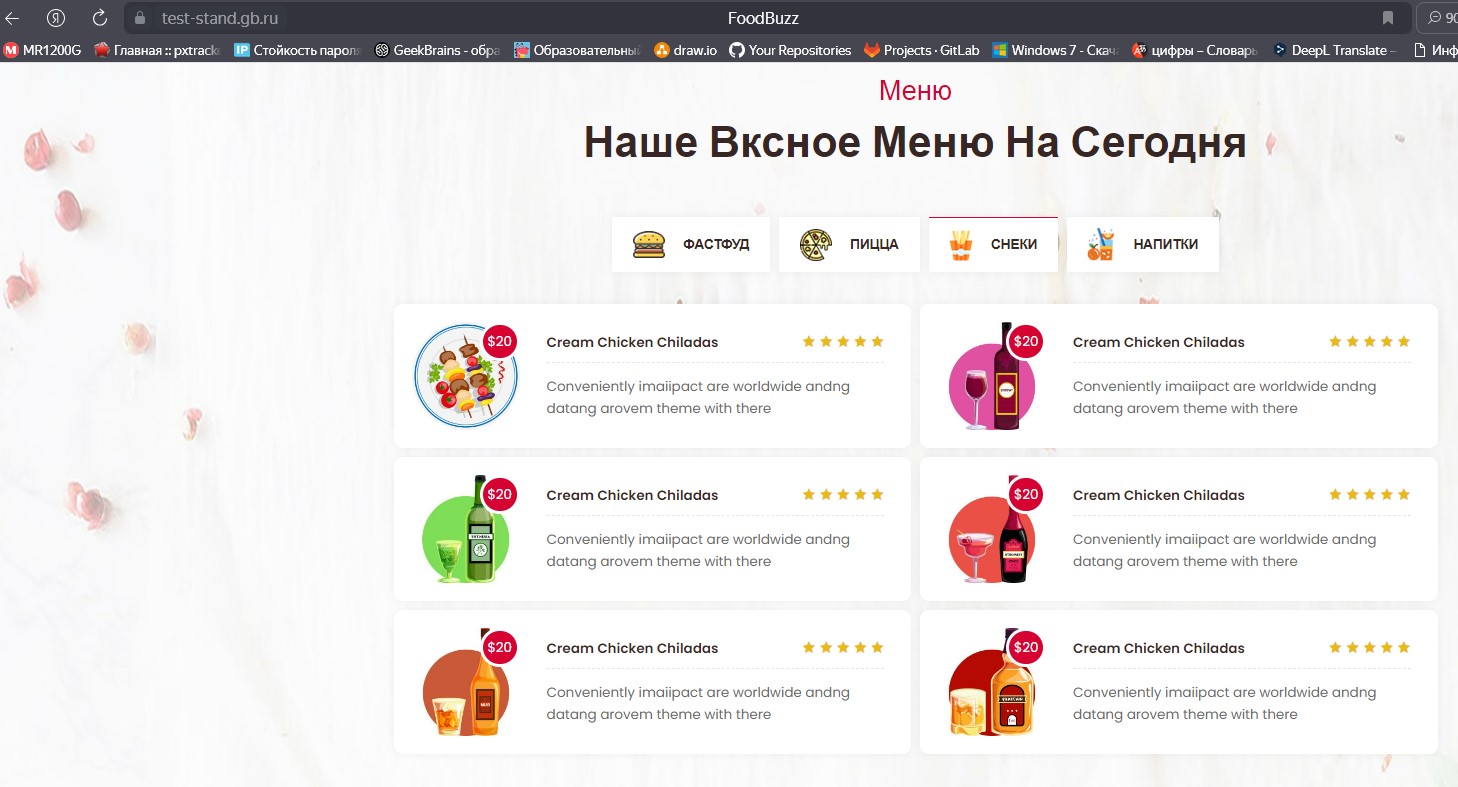 test-stand.gb.ru
FoodBuzz
90
MR1200G
Главная :: pxtrack
Стойкость пароля
GeekBrains - обра
Образовательный
draw.io
Your Repositories
Projects · GitLab
Windows 7 - Скача
цифры – Словарь
DeepL Translate –
Инф
Меню
Наше Вксное Меню На Сегодня
ФАСТФУД
ПИЦЦА
СНЕКИ
НАПИТКИ
$20
Cream Chicken Chiladas
Conveniently imaiipact are worldwide andng
datang arovem theme with there
$20
Cream Chicken Chiladas
Conveniently imaiipact are worldwide andng
datang arovem theme with there
$20
Cream Chicken Chiladas
Conveniently imaiipact are worldwide andng
datang arovem theme with there
$20
Cream Chicken Chiladas
Conveniently imaiipact are worldwide andng
datang arovem theme with there
$20
Cream Chicken Chiladas
Conveniently imaiipact are worldwide andng
datang arovem theme with there
$20
Cream Chicken Chiladas
Conveniently imaiipact are worldwide andng
datang arovem theme with there